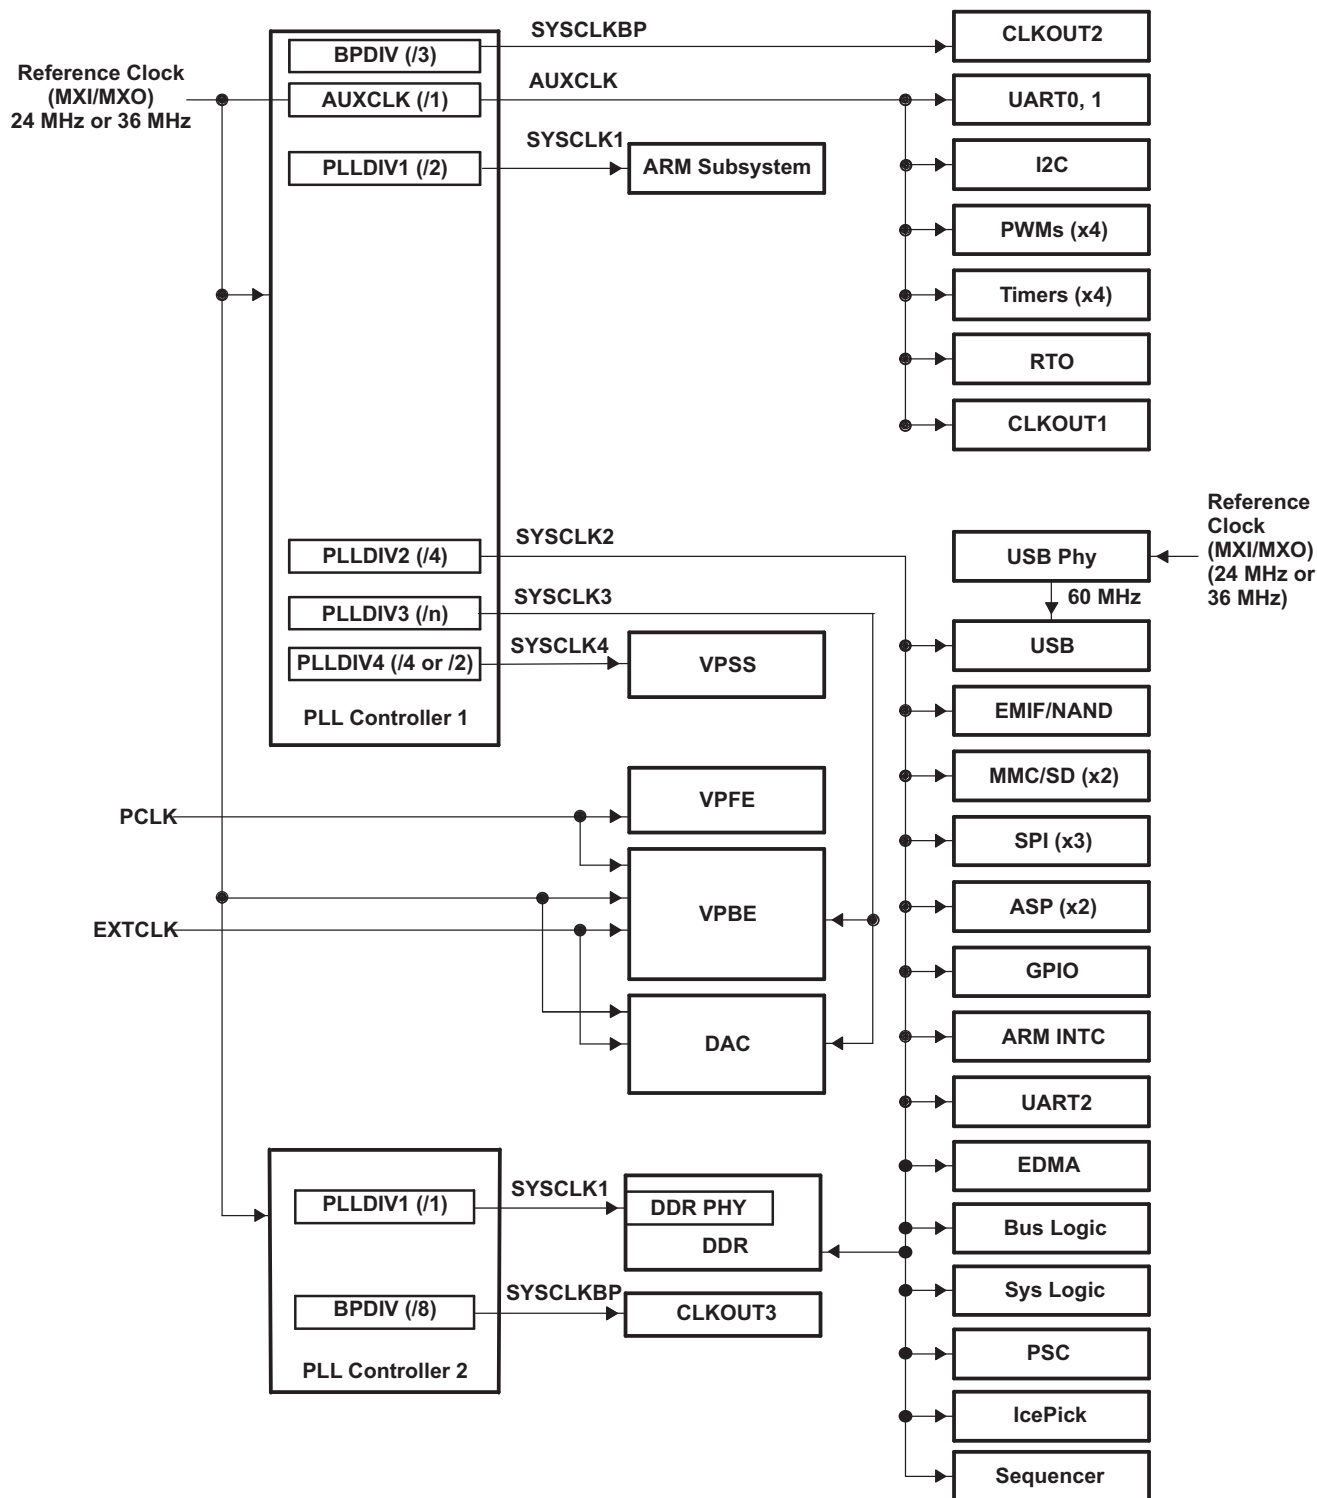 SYSCLKBP
CLKOUT2
BPDIV (/3)
Reference Clock
(MXI/MXO)
24 MHz or 36 MHz
AUXCLK (/1)
AUXCLK
UART0, 1
SYSCLK1
PLLDIV1 (/2)
ARM Subsystem
I2C
PWMs (x4)
Timers (x4)
RTO
CLKOUT1
Reference
Clock
(MXI/MXO)
(24 MHz or
36 MHz)
SYSCLK2
PLLDIV2 (/4)
USB Phy
60 MHz
SYSCLK3
PLLDIV3 (/n)
SYSCLK4
PLLDIV4 (/4 or /2)
VPSS
USB
PLL Controller 1
EMIF/NAND
VPFE
MMC/SD (x2)
PCLK
SPI (x3)
VPBE
ASP (x2)
EXTCLK
GPIO
DAC
ARM INTC
UART2
EDMA
SYSCLK1
PLLDIV1 (/1)
DDR PHY
DDR
Bus Logic
SYSCLKBP
BPDIV (/8)
CLKOUT3
Sys Logic
PLL Controller 2
PSC
IcePick
Sequencer